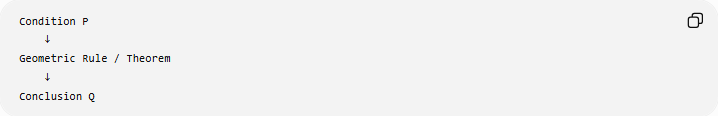 Condition P
↓
Geometric Rule / Theorem
↓
Conclusion Q